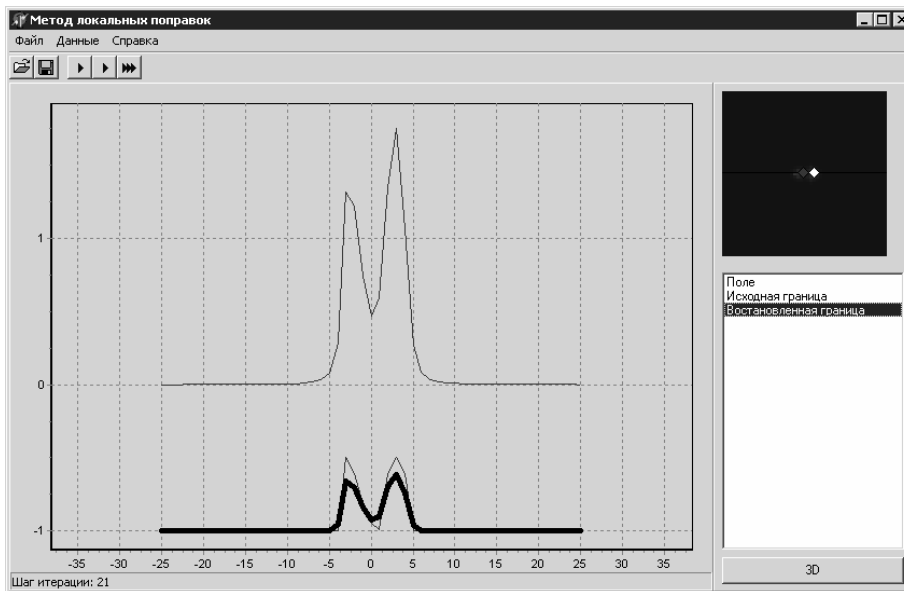 Метод локальных поправок
Файл Данные Справка
1
0
-1
-35 -30 -25 -20 -15 -10 -5 0 5 10 15 20 25 30 35
Шаг итерации: 21
Поле
Исходная граница
Востановленная граница
3D